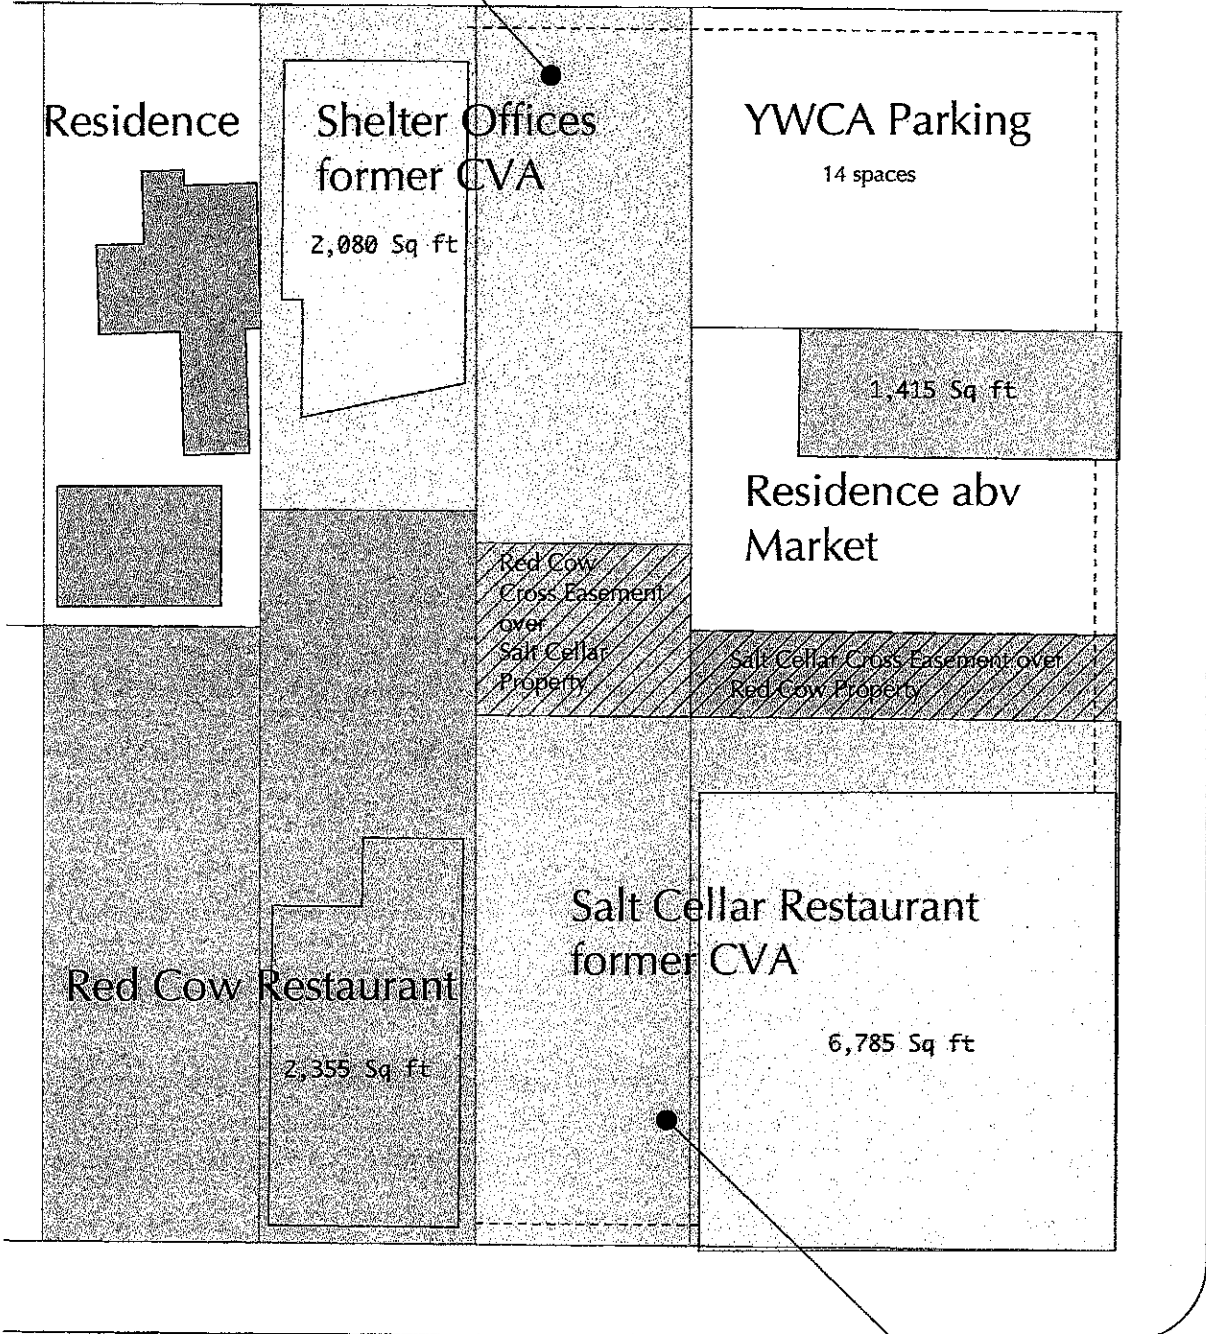 Residence
Shelter Offices
former CVA
2,080 Sq ft
YWCA Parking
14 spaces
1,415 Sq ft
Residence abv
Market
Red Cow
Cross Easement
over
Salt Cellar
Property
Salt Cellar Cross Easement over
Red Cow Property
Salt Cellar Restaurant
former CVA
6,785 Sq ft
Red Cow Restaurant
2,355 Sq ft